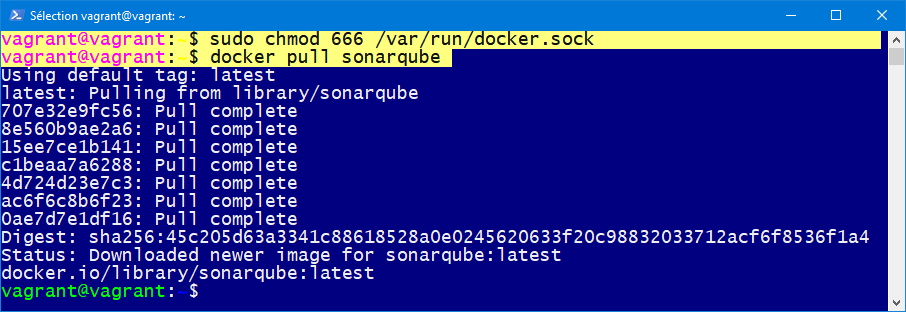 Sélection vagrant@vagrant: ~
vagrant@vagrant:~$ sudo chmod 666 /var/run/docker.sock
vagrant@vagrant:~$ docker pull sonarqube
Using default tag: latest
latest: Pulling from library/sonarqube
707e32e9fc56: Pull complete
8e560b9ae2a6: Pull complete
15ee7ce1b141: Pull complete
c1beaa7a6288: Pull complete
4d724d23e7c3: Pull complete
ac6f6c8b6f23: Pull complete
0ae7d7e1df16: Pull complete
Digest: sha256:45c205d63a3341c88618528a0e0245620633f20c98832033712acf6f8536f1a4
Status: Downloaded newer image for sonarqube:latest
docker.io/library/sonarqube:latest
vagrant@vagrant:~$